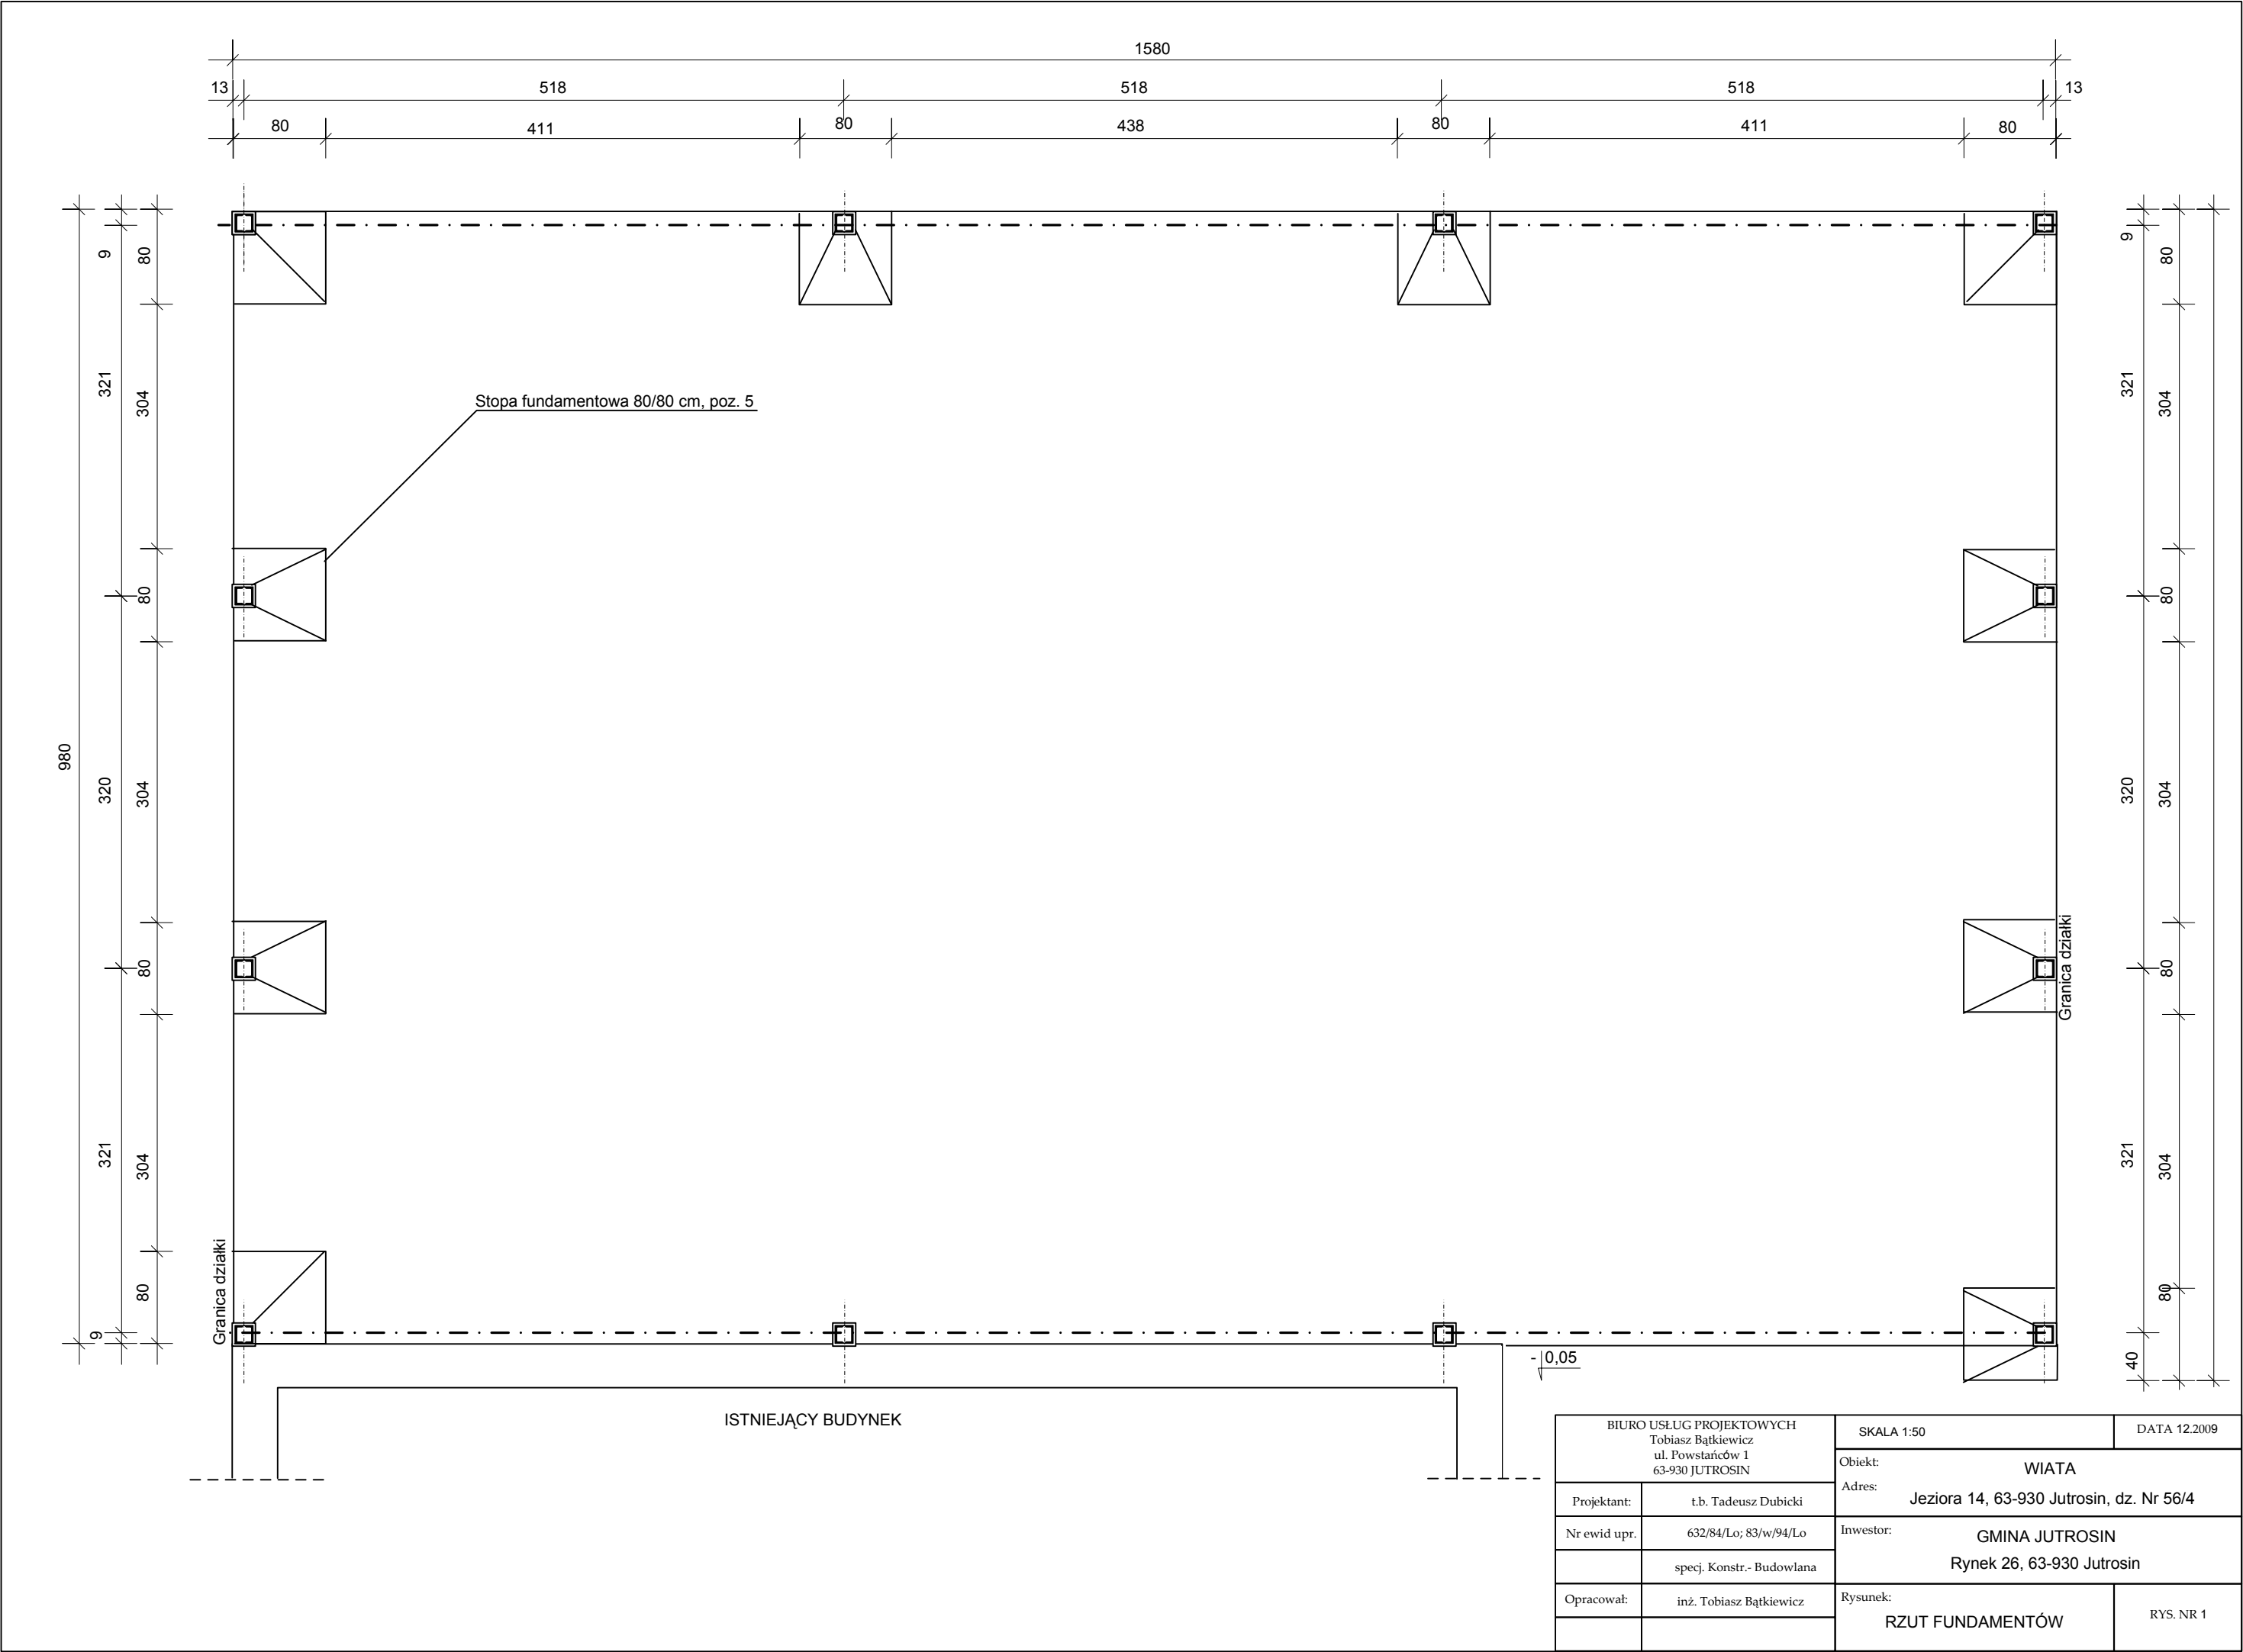 1580
13
518
518
518
13
80
411
80
438
80
411
80
9
80
321
304
80
980
320
304
80
321
304
80
9
9
80
321
304
80
320
304
80
321
304
80
40
Stopa fundamentowa 80/80 cm, poz. 5
Granica działki
Granica działki
- 0,05
ISTNIEJĄCY BUDYNEK
BIURO USŁUG PROJEKTOWYCH
Tobiasz Bątkiewicz
ul. Powstańców 1
63-930 JUTROSIN
Projektant: t.b. Tadeusz Dubicki
Nr ewid upr. 632/84/Lo; 83/w/94/Lo
specj. Konstr.- Budowlana
Opracował: inż. Tobiasz Bątkiewicz
SKALA 1:50
DATA 12.2009
Obiekt: WIATA
Adres: Jeziora 14, 63-930 Jutrosin, dz. Nr 56/4
Inwestor: GMINA JUTROSIN
Rynek 26, 63-930 Jutrosin
Rysunek: RZUT FUNDAMENTÓW
RYS. NR 1